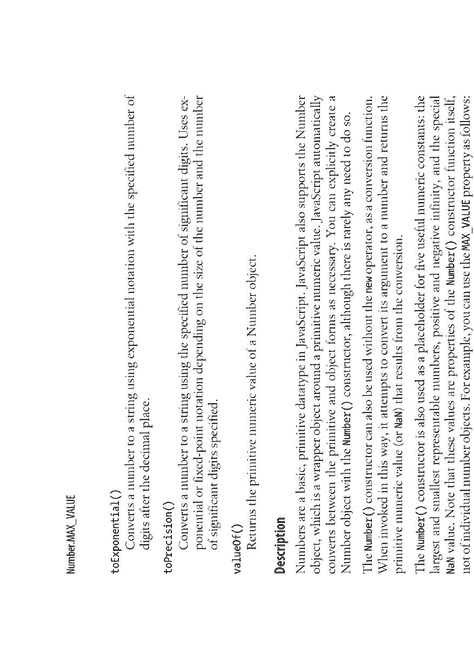 Number.MAX_VALUE
toExponential()
Converts a number to a string using exponential notation with the specified number of
digits after the decimal place.
toPrecision()
Converts a number to a string using the specified number of significant digits. Uses ex-
ponential or fixed-point notation depending on the size of the number and the number
of significant digits specified.
valueOf()
Returns the primitive numeric value of a Number object.
Description
Numbers are a basic, primitive datatype in JavaScript. JavaScript also supports the Number
object, which is a wrapper object around a primitive numeric value. JavaScript automatically
converts between the primitive and object forms as necessary. You can explicitly create a
Number object with the Number() constructor, although there is rarely any need to do so.
The Number() constructor can also be used without the new operator, as a conversion function.
When invoked in this way, it attempts to convert its argument to a number and returns the
primitive numeric value (or NaN) that results from the conversion.
The Number() constructor is also used as a placeholder for five useful numeric constants: the
largest and smallest representable numbers, positive and negative infinity, and the special
NaN value. Note that these values are properties of the Number() constructor function itself,
not of individual number objects. For example, you can use the MAX_VALUE property as follows: